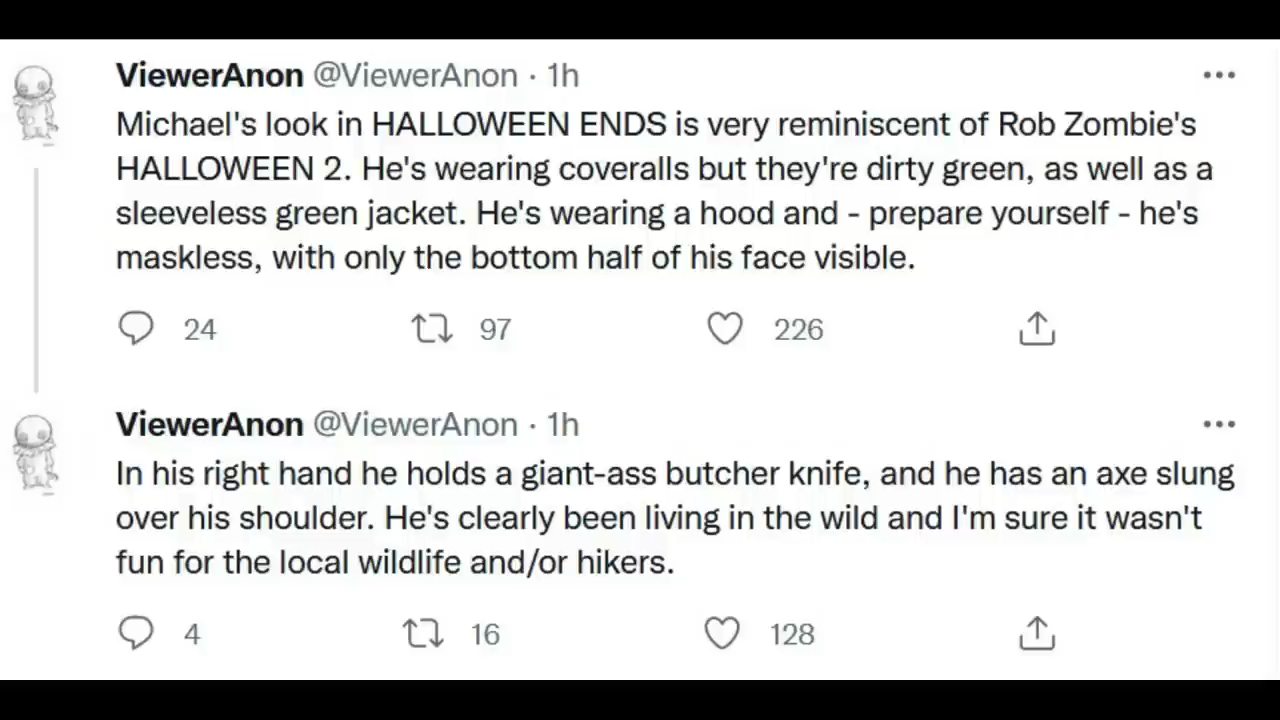 ViewerAnon @ViewerAnon · 1h
Michael's look in HALLOWEEN ENDS is very reminiscent of Rob Zombie's
HALLOWEEN 2. He's wearing coveralls but they're dirty green, as well as a
sleeveless green jacket. He's wearing a hood and - prepare yourself - he's
maskless, with only the bottom half of his face visible.
24 97 226
ViewerAnon @ViewerAnon · 1h
In his right hand he holds a giant-ass butcher knife, and he has an axe slung
over his shoulder. He's clearly been living in the wild and I'm sure it wasn't
fun for the local wildlife and/or hikers.
4 16 128